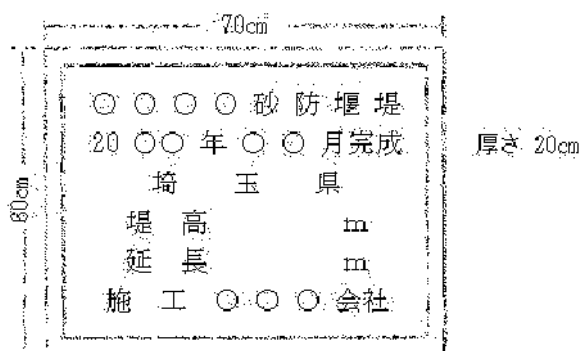 70cm
○○○○砂防堰堤
20○○年○○月完成
厚さ 20cm
埼玉県
60cm
堤高 m
延長 m
施工 ○○○会社